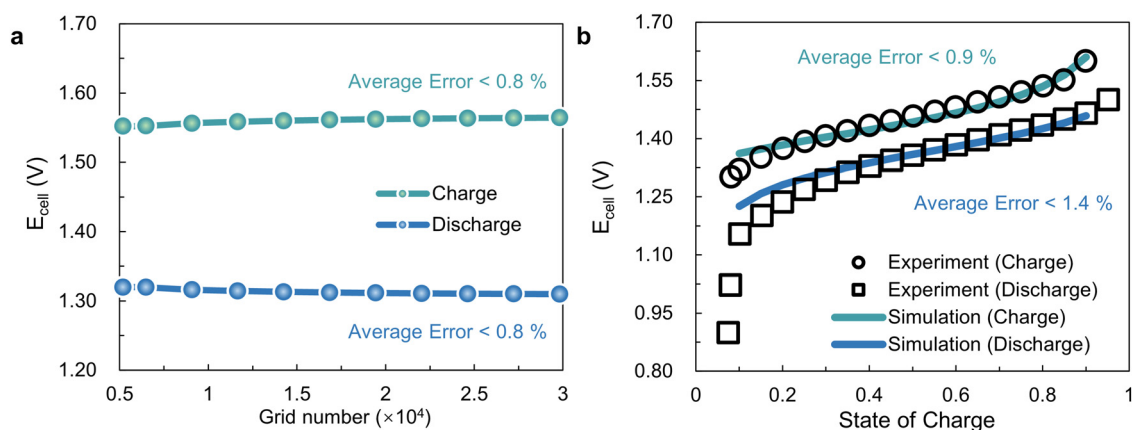 a
1.70
1.60
1.50
1.40
1.30
1.20
E_cell (V)
Average Error < 0.8 %
Charge
Discharge
Average Error < 0.8 %
0.5
1
1.5
2
2.5
3
Grid number (×10⁴)
b
1.70
1.55
1.40
1.25
1.10
0.95
0.80
E_cell (V)
Average Error < 0.9 %
Average Error < 1.4 %
Experiment (Charge)
Experiment (Discharge)
Simulation (Charge)
Simulation (Discharge)
0
0.2
0.4
0.6
0.8
1
State of Charge